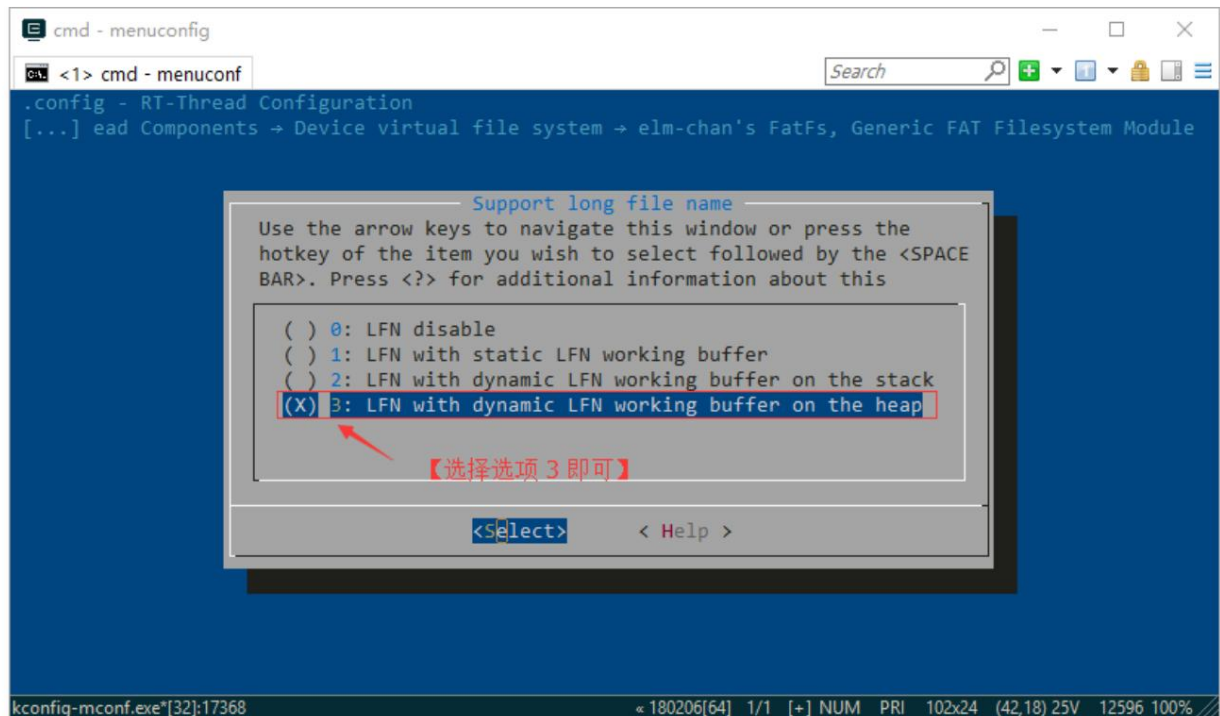 cmd - menuconfig
<1> cmd - menuconf
Search
.config - RT-Thread Configuration
[...] ead Components → Device virtual file system → elm-chan's FatFs, Generic FAT Filesystem Module
Support long file name
Use the arrow keys to navigate this window or press the
hotkey of the item you wish to select followed by the <SPACE
BAR>. Press <?> for additional information about this
( ) 0: LFN disable
( ) 1: LFN with static LFN working buffer
( ) 2: LFN with dynamic LFN working buffer on the stack
(X) 3: LFN with dynamic LFN working buffer on the heap
【选择选项 3 即可】
<Select> < Help >
kconfig-mconf.exe*[32]:17368 « 180206[64] 1/1 [+] NUM PRI 102x24 (42,18) 25V 12596 100%